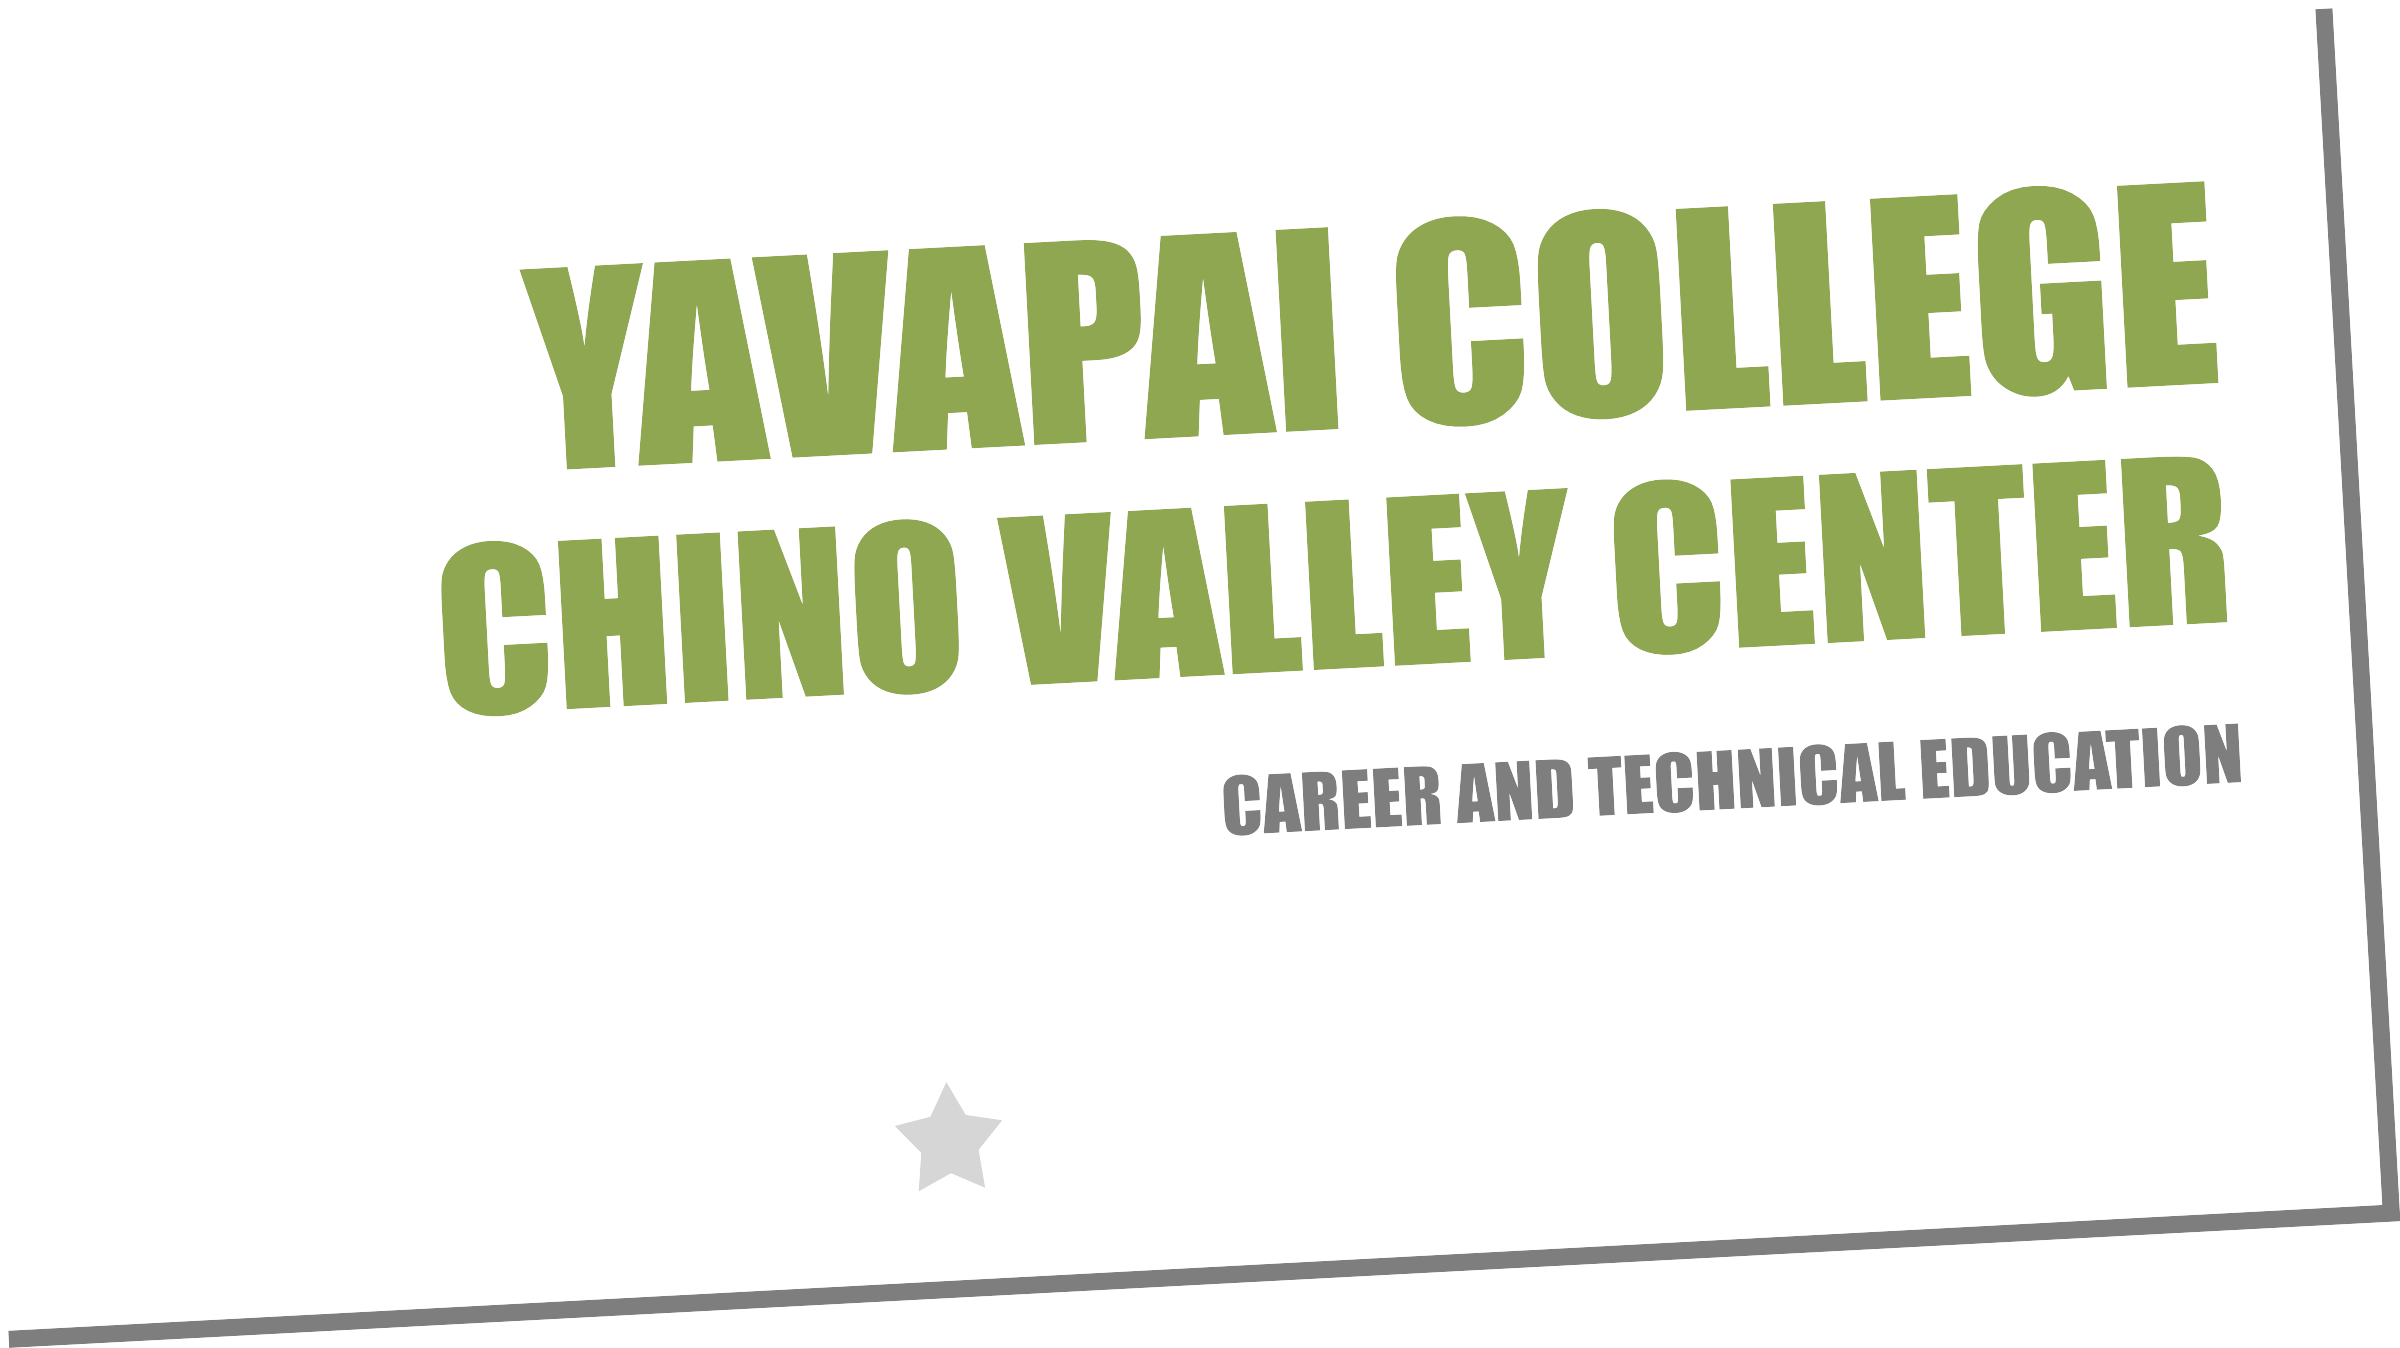 YAVAPAI COLLEGE
CHINO VALLEY CENTER
CAREER AND TECHNICAL EDUCATION